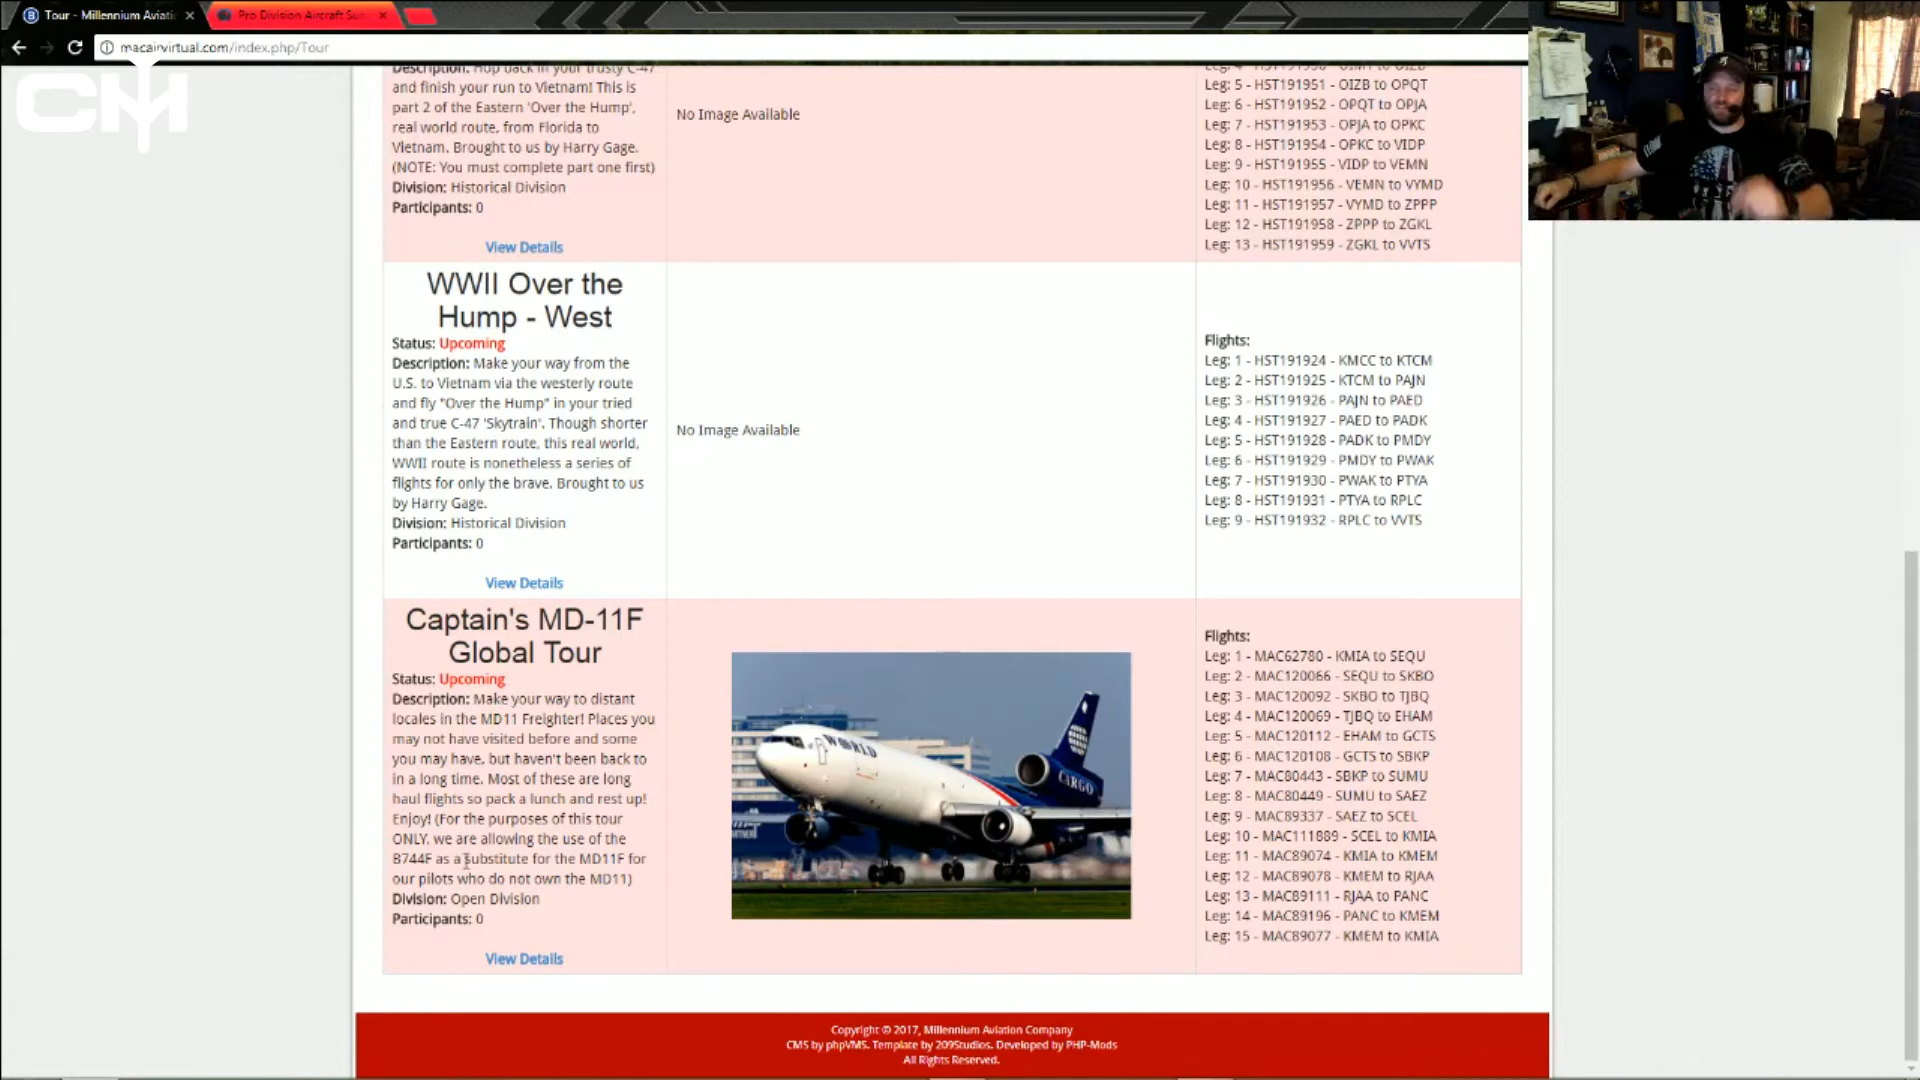 Tour - Millennium Aviati
Pro Division Aircraft Sui
macairvirtual.com/index.php/Tour
CM
Description: Hop back in your trusty C-47
and finish your run to Vietnam! This is
part 2 of the Eastern 'Over the Hump',
real world route, from Florida to
Vietnam. Brought to us by Harry Gage.
(NOTE: You must complete part one first)
Division: Historical Division
Participants: 0
View Details
No Image Available
Leg: 5 - HST191951 - OIZB to OPQT
Leg: 6 - HST191952 - OPQT to OPJA
Leg: 7 - HST191953 - OPJA to OPKC
Leg: 8 - HST191954 - OPKC to VIDP
Leg: 9 - HST191955 - VIDP to VEMN
Leg: 10 - HST191956 - VEMN to VYMD
Leg: 11 - HST191957 - VYMD to ZPPP
Leg: 12 - HST191958 - ZPPP to ZGKL
Leg: 13 - HST191959 - ZGKL to VVTS
WWII Over the
Hump - West
Status: Upcoming
Description: Make your way from the
U.S. to Vietnam via the westerly route
and fly "Over the Hump" in your tried
and true C-47 'Skytrain'. Though shorter
than the Eastern route, this real world,
WWII route is nonetheless a series of
flights for only the brave. Brought to us
by Harry Gage.
Division: Historical Division
Participants: 0
View Details
No Image Available
Flights:
Leg: 1 - HST191924 - KMCC to KTCM
Leg: 2 - HST191925 - KTCM to PAJN
Leg: 3 - HST191926 - PAJN to PAED
Leg: 4 - HST191927 - PAED to PADK
Leg: 5 - HST191928 - PADK to PMDY
Leg: 6 - HST191929 - PMDY to PWAK
Leg: 7 - HST191930 - PWAK to PTYA
Leg: 8 - HST191931 - PTYA to RPLC
Leg: 9 - HST191932 - RPLC to VVTS
Captain's MD-11F
Global Tour
Status: Upcoming
Description: Make your way to distant
locales in the MD11 Freighter! Places you
may not have visited before and some
you may have, but haven't been back to
in a long time. Most of these are long
haul flights so pack a lunch and rest up!
Enjoy! (For the purposes of this tour
ONLY, we are allowing the use of the
B744F as a substitute for the MD11F for
our pilots who do not own the MD11)
Division: Open Division
Participants: 0
View Details
WORLD
CARGO
Flights:
Leg: 1 - MAC62780 - KMIA to SEQU
Leg: 2 - MAC120066 - SEQU to SKBO
Leg: 3 - MAC120092 - SKBO to TJBQ
Leg: 4 - MAC120069 - TJBQ to EHAM
Leg: 5 - MAC120112 - EHAM to GCTS
Leg: 6 - MAC120108 - GCTS to SBKP
Leg: 7 - MAC80443 - SBKP to SUMU
Leg: 8 - MAC80449 - SUMU to SAEZ
Leg: 9 - MAC89337 - SAEZ to SCEL
Leg: 10 - MAC111889 - SCEL to KMIA
Leg: 11 - MAC89074 - KMIA to KMEM
Leg: 12 - MAC89078 - KMEM to RJAA
Leg: 13 - MAC89111 - RJAA to PANC
Leg: 14 - MAC89196 - PANC to KMEM
Leg: 15 - MAC89077 - KMEM to KMIA
Copyright © 2017, Millennium Aviation Company
CMS by phpVMS. Template by 209Studios. Developed by PHP-Mods
All Rights Reserved.